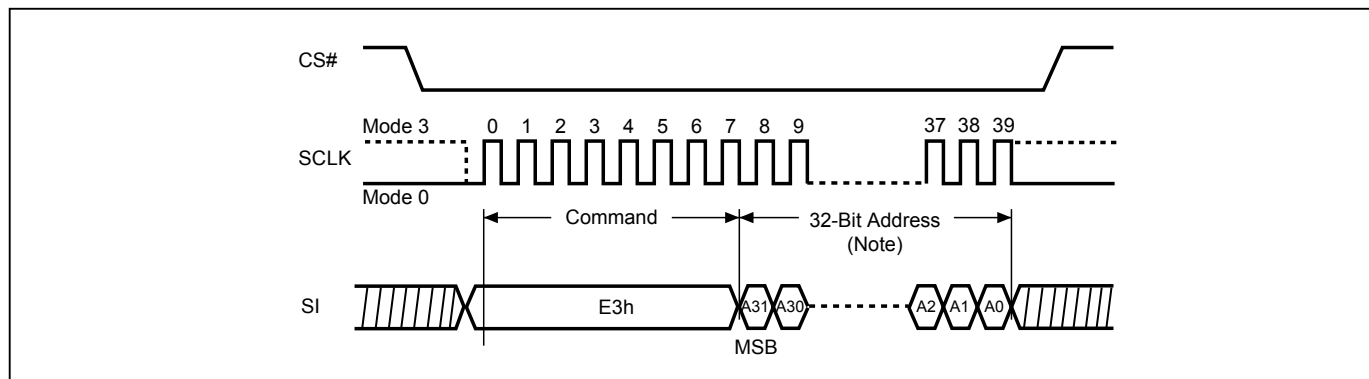 CS#
Mode 3 0 1 2 3 4 5 6 7 8 9 37 38 39
SCLK
Mode 0
Command 32-Bit Address
(Note)
SI E3h A31 A30 A2 A1 A0
MSB